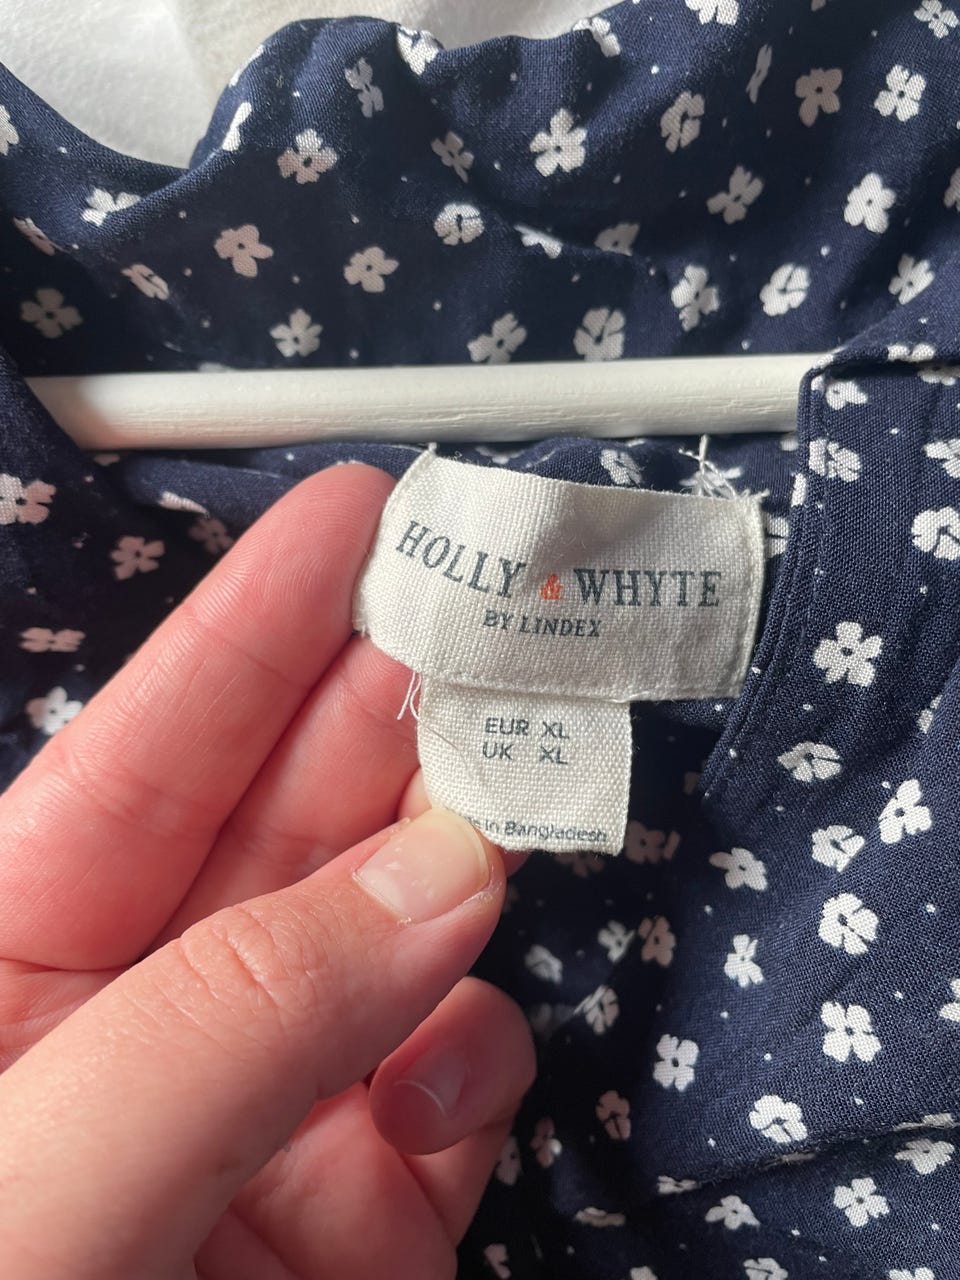 HOLLY & WHYTE
BY LINDEX
EUR XL
UK XL
in Bangladesh